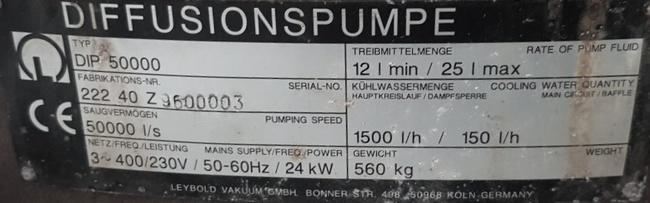 DIFFUSIONSPUMPE
TYP
DIP 50000
FABRIKATIONS-NR. SERIAL-NO.
222 40 Z 9600003
SAUGVERMÖGEN PUMPING SPEED
50000 l/s
NETZ/FREQ./LEISTUNG MAINS SUPPLY/FREQ./POWER
3~ 400/230V / 50-60Hz / 24 kW
TREIBMITTELMENGE RATE OF PUMP FLUID
12 l min / 25 l max
KÜHLWASSERMENGE COOLING WATER QUANTITY
HAUPTKREISLAUF / DAMPFSPERRE MAIN CIRCUIT / BAFFLE
1500 l/h / 150 l/h
GEWICHT WEIGHT
560 kg
CE
LEYBOLD VAKUUM GMBH. BONNER STR. 498 . 50968 KÖLN. GERMANY